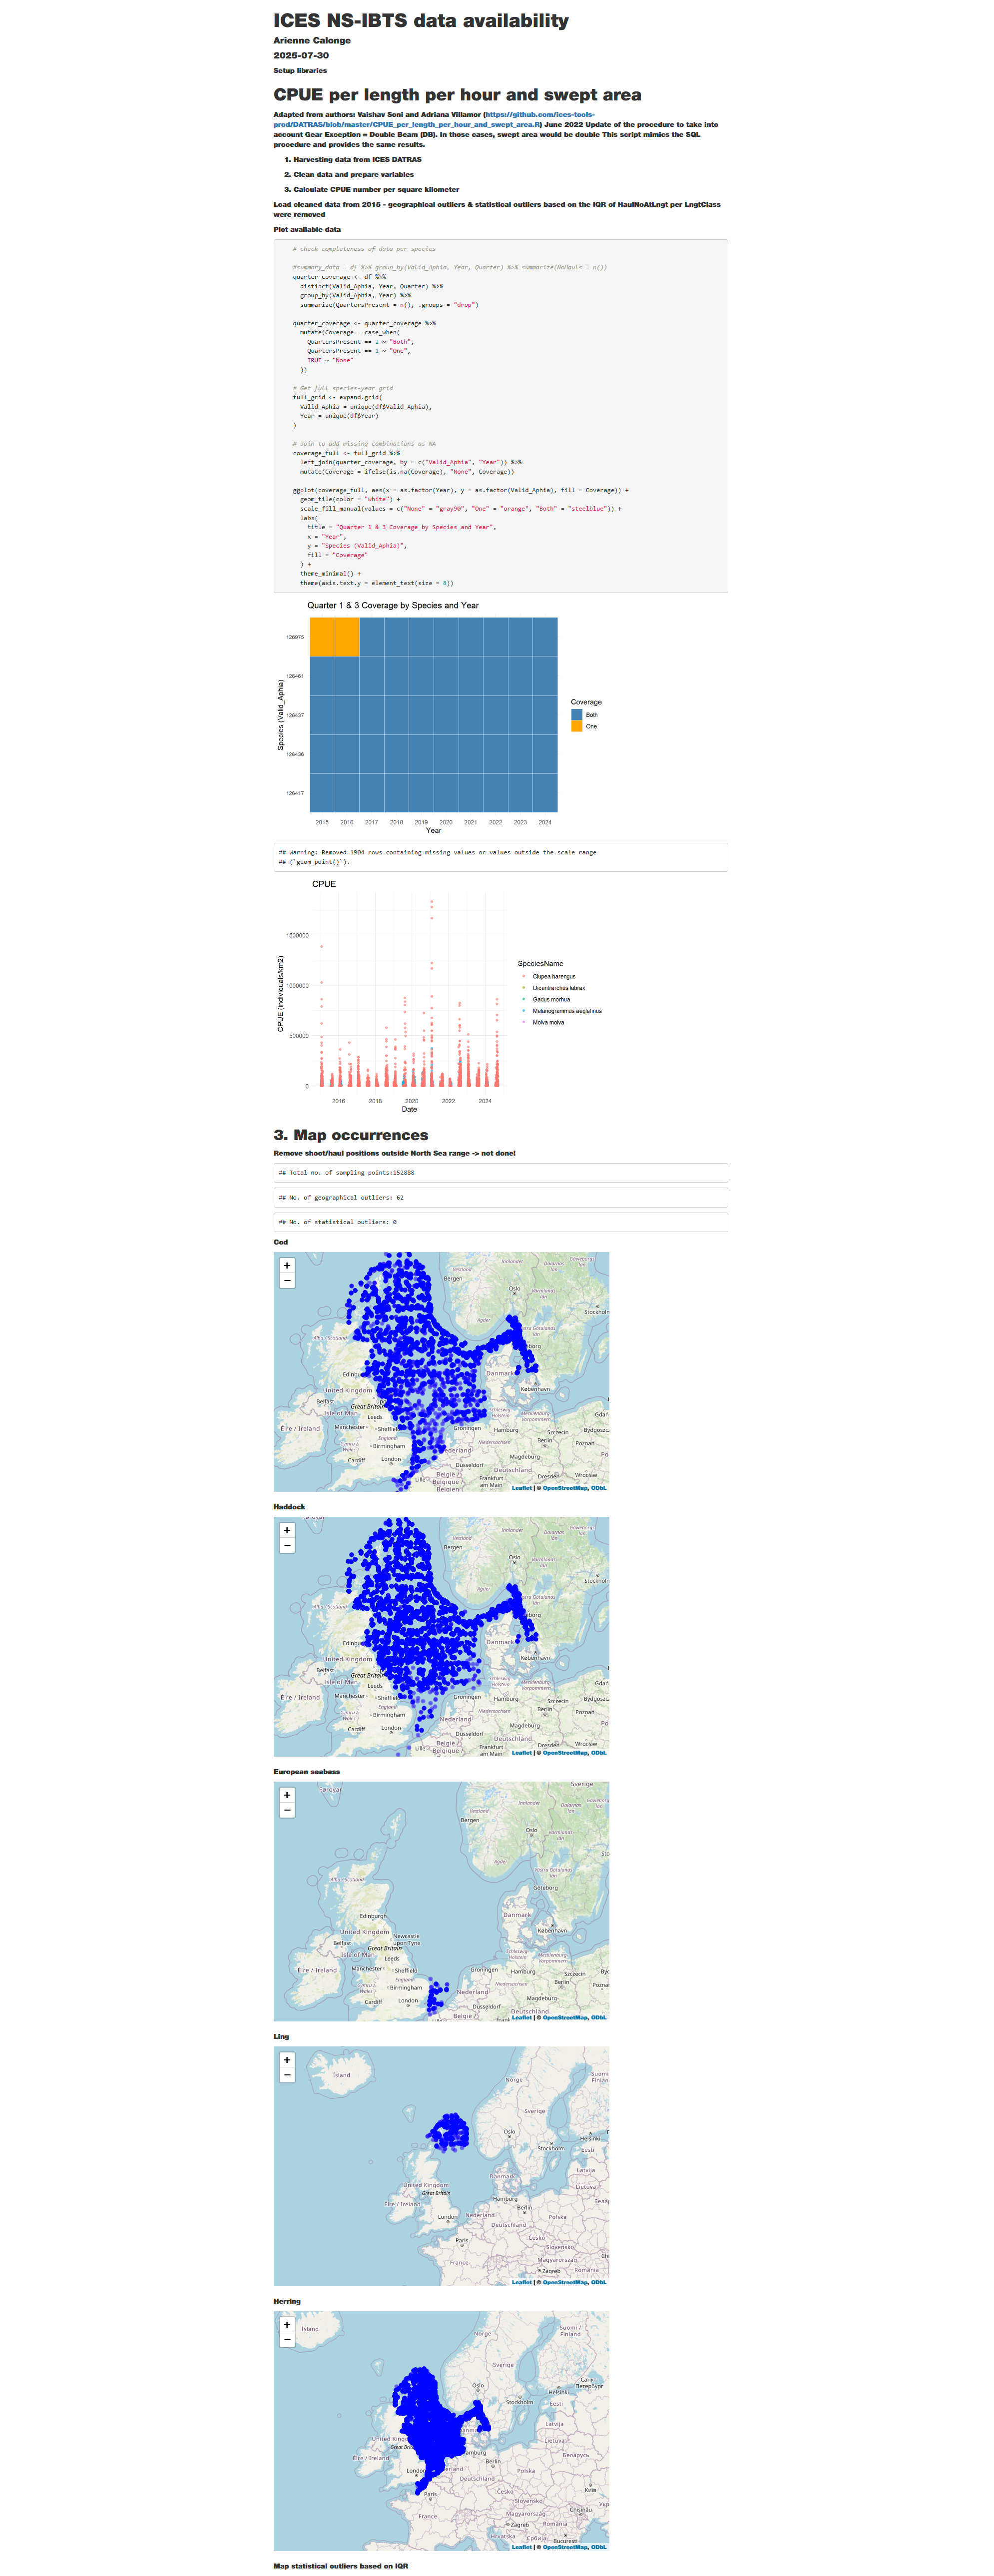 ICES NS-IBTS data availability
Arienne Calonge
2025-07-30
Setup libraries
CPUE per length per hour and swept area
Adapted from authors: Vaishav Soni and Adriana Villamor (https://github.com/ices-tools-
prod/DATRAS/blob/master/CPUE_per_length_per_hour_and_swept_area.R) June 2022 Update of the procedure to take into
account Gear Exception = Double Beam (DB). In those cases, swept area would be double This script mimics the SQL
procedure and provides the same results.
1. Harvesting data from ICES DATRAS
2. Clean data and prepare variables
3. Calculate CPUE number per square kilometer
Load cleaned data from 2015 - geographical outliers & statistical outliers based on the IQR of HaulNoAtLngt per LngtClass
were removed
Plot available data
# check completeness of data per species
#summary_data = df %>% group_by(Valid_Aphia, Year, Quarter) %>% summarize(NoHauls = n())
quarter_coverage <- df %>%
distinct(Valid_Aphia, Year, Quarter) %>%
group_by(Valid_Aphia, Year) %>%
summarize(QuartersPresent = n(), .groups = "drop")
quarter_coverage <- quarter_coverage %>%
mutate(Coverage = case_when(
QuartersPresent == 2 ~ "Both",
QuartersPresent == 1 ~ "One",
TRUE ~ "None"
))
# Get full species-year grid
full_grid <- expand.grid(
Valid_Aphia = unique(df$Valid_Aphia),
Year = unique(df$Year)
)
# Join to add missing combinations as NA
coverage_full <- full_grid %>%
left_join(quarter_coverage, by = c("Valid_Aphia", "Year")) %>%
mutate(Coverage = ifelse(is.na(Coverage), "None", Coverage))
ggplot(coverage_full, aes(x = as.factor(Year), y = as.factor(Valid_Aphia), fill = Coverage)) +
geom_tile(color = "white") +
scale_fill_manual(values = c("None" = "gray90", "One" = "orange", "Both" = "steelblue")) +
labs(
title = "Quarter 1 & 3 Coverage by Species and Year",
x = "Year",
y = "Species (Valid_Aphia)",
fill = "Coverage"
) +
theme_minimal() +
theme(axis.text.y = element_text(size = 8))
Quarter 1 & 3 Coverage by Species and Year
126975
126461
126437
126436
126417
Species (Valid_Aphia)
Coverage
Both
One
2015 2016 2017 2018 2019 2020 2021 2022 2023 2024
Year
## Warning: Removed 1904 rows containing missing values or values outside the scale range
## (`geom_point()`).
CPUE
1500000
1000000
500000
0
CPUE (individuals/km2)
SpeciesName
Clupea harengus
Dicentrarchus labrax
Gadus morhua
Melanogrammus aeglefinus
Molva molva
2016 2018 2020 2022 2024
Date
3. Map occurrences
Remove shoot/haul positions outside North Sea range -> not done!
## Total no. of sampling points:152888
## No. of geographical outliers: 62
## No. of statistical outliers: 0
Cod
+
−
Bergen
Oslo
Stockholm
Danmark
København
United Kingdom
Belfast
Great Britain
Isle of Man
Leeds
Éire / Ireland
Manchester
Birmingham
Cardiff
London
Groningen
Hamburg
Szczecin
Berlin
Poznań
Magdeburg
Düsseldorf
Deutschland
Dresden
Wrocław
Lille
België /
Belgique /
Belgien
Frankfurt
am Main
Leaflet | © OpenStreetMap, ODbL
Haddock
+
−
Bergen
Oslo
Stockholm
Danmark
København
United Kingdom
Belfast
Great Britain
Isle of Man
Leeds
Éire / Ireland
Manchester
Birmingham
Cardiff
London
Groningen
Hamburg
Szczecin
Berlin
Poznań
Nederland
Magdeburg
Düsseldorf
Deutschland
Dresden
Wrocław
Lille
België /
Belgique /
Frankfurt
am Main
Leaflet | © OpenStreetMap, ODbL
European seabass
+
−
Føroyar
Sverige
Bergen
Oslo
Göteborg
Edinburgh
Danmark
København
United Kingdom
Belfast
Newcastle
upon Tyne
Great Britain
Isle of Man
Leeds
Éire / Ireland
Manchester
Sheffield
Birmingham
Cardiff
London
Groningen
Hamburg
Szczecin
Berlin
Nederland
Magdeburg
Düsseldorf
Deutschland
België /
Leaflet | © OpenStreetMap, ODbL
Ling
+
−
Ísland
Norge
Suomi /
Sverige
Oslo
Stockholm
Helsinki
Eesti
Latvija
Lietuva
Danmark
United Kingdom
Great Britain
Éire / Ireland
Hamburg
Berlin
London
Nederland
Polska
Deutschland
Paris
Česko
Slovensko
France
Magyarország
Zagreb
România
Leaflet | © OpenStreetMap, ODbL
Herring
+
−
Ísland
Norge
Suomi /
Finland
Sverige
Oslo
Stockholm
Helsinki
Санкт-
Петербург
Eesti
Latvija
Lietuva
Беларусь
Éire / Ireland
Berlin
London
Polska
Deutschland
Paris
Česko
Київ
Slovensko
France
Magyarország
Chișinău
Zagreb
România
Hrvatska
Србија
București
Leaflet | © OpenStreetMap, ODbL
Map statistical outliers based on IQR